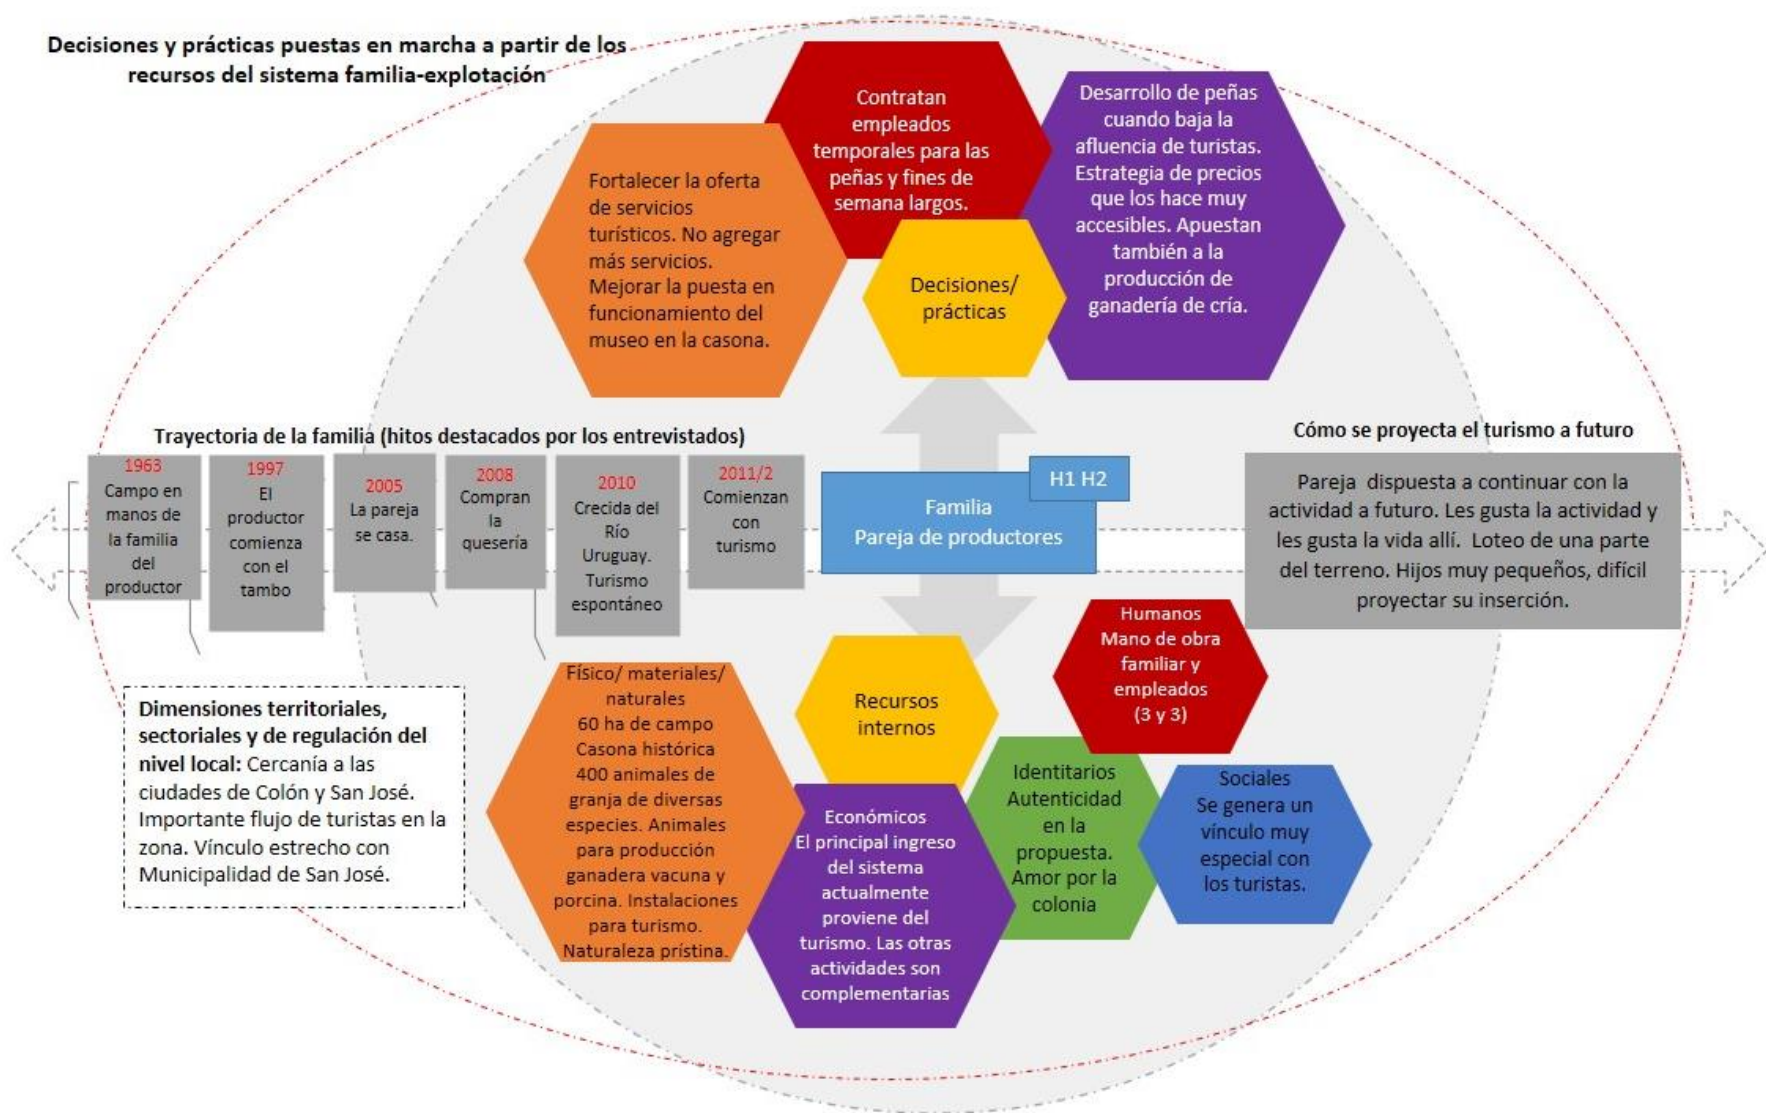 Decisiones y prácticas puestas en marcha a partir de los
recursos del sistema familia-explotación
Contratan
empleados
temporales para las
peñas y fines de
semana largos.
Desarrollo de peñas
cuando baja la
afluencia de turistas.
Estrategia de precios
que los hace muy
accesibles. Apuestan
también a la
producción de
ganadería de cría.
Fortalecer la oferta
de servicios
turísticos. No agregar
más servicios.
Mejorar la puesta en
funcionamiento del
museo en la casona.
Decisiones/
prácticas
Trayectoria de la familia (hitos destacados por los entrevistados)
1963
Campo en
manos de
la familia
del
productor
1997
El
productor
comienza
con el
tambo
2005
La pareja
se casa.
2008
Compran
la
quesería
2010
Crecida del
Río
Uruguay.
Turismo
espontáneo
2011/2
Comienzan
con
turismo
H1 H2
Familia
Pareja de productores
Cómo se proyecta el turismo a futuro
Pareja dispuesta a continuar con la
actividad a futuro. Les gusta la actividad y
les gusta la vida allí. Loteo de una parte
del terreno. Hijos muy pequeños, difícil
proyectar su inserción.
Dimensiones territoriales,
sectoriales y de regulación del
nivel local: Cercanía a las
ciudades de Colón y San José.
Importante flujo de turistas en la
zona. Vínculo estrecho con
Municipalidad de San José.
Físico/ materiales/
naturales
60 ha de campo
Casona histórica
400 animales de
granja de diversas
especies. Animales
para producción
ganadera vacuna y
porcina. Instalaciones
para turismo.
Naturaleza prístina.
Recursos
internos
Económicos
El principal ingreso
del sistema
actualmente
proviene del
turismo. Las otras
actividades son
complementarias
Identitarios
Autenticidad
en la
propuesta.
Amor por la
colonia
Humanos
Mano de obra
familiar y
empleados
(3 y 3)
Sociales
Se genera un
vínculo muy
especial con
los turistas.